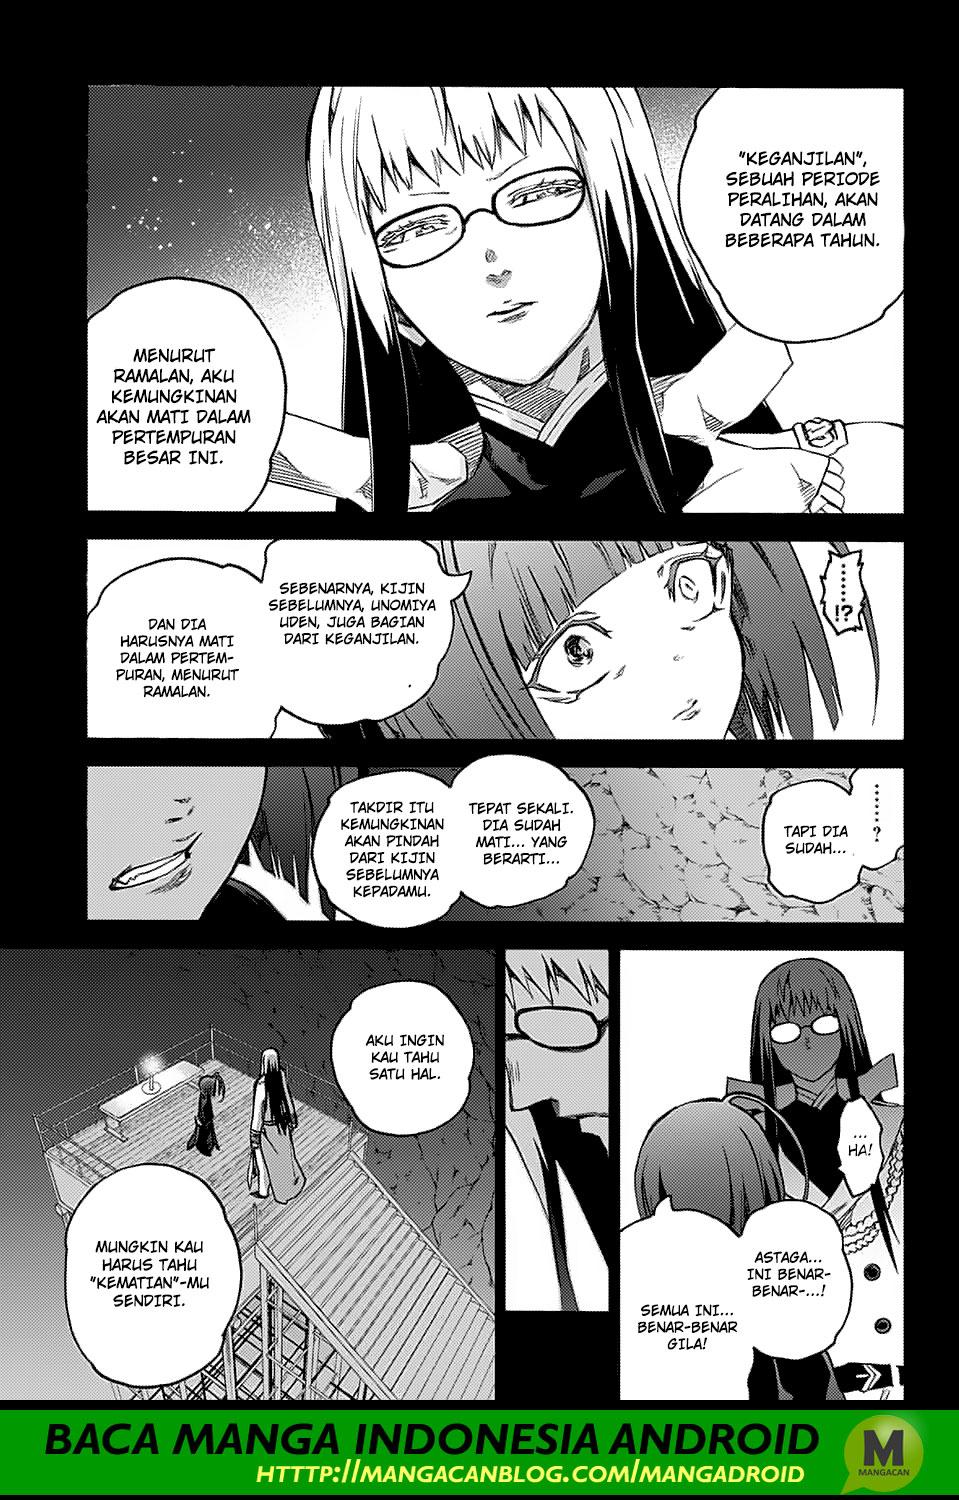 "KEGANJILAN",
SEBUAH PERIODE
PERALIHAN, AKAN
DATANG DALAM
BEBERAPA TAHUN.
MENURUT
RAMALAN, AKU
KEMUNGKINAN
AKAN MATI DALAM
PERTEMPURAN
BESAR INI.
........!?
SEBENARNYA, KIJIN
SEBELUMNYA, UNOMIYA
UDEN, JUGA BAGIAN
DARI KEGANJILAN.
DAN DIA
HARUSNYA MATI
DALAM PERTEM-
PURAN, MENURUT
RAMALAN.
.......?
TAPI DIA
SUDAH...
TEPAT SEKALI.
DIA SUDAH
MATI... YANG
BERARTI...
TAKDIR ITU
KEMUNGKINAN
AKAN PINDAH
DARI KIJIN
SEBELUMNYA
KEPADAMU.
...
HA!
ASTAGA...
INI BENAR-
BENAR-...!
SEMUA INI...
BENAR-BENAR
GILA!
AKU INGIN
KAU TAHU
SATU HAL.
MUNGKIN KAU
HARUS TAHU
"KEMATIAN"-MU
SENDIRI.
BACA MANGA INDONESIA ANDROID
HTTTP://MANGACANBLOG.COM/MANGADROID
M
MANGACAN